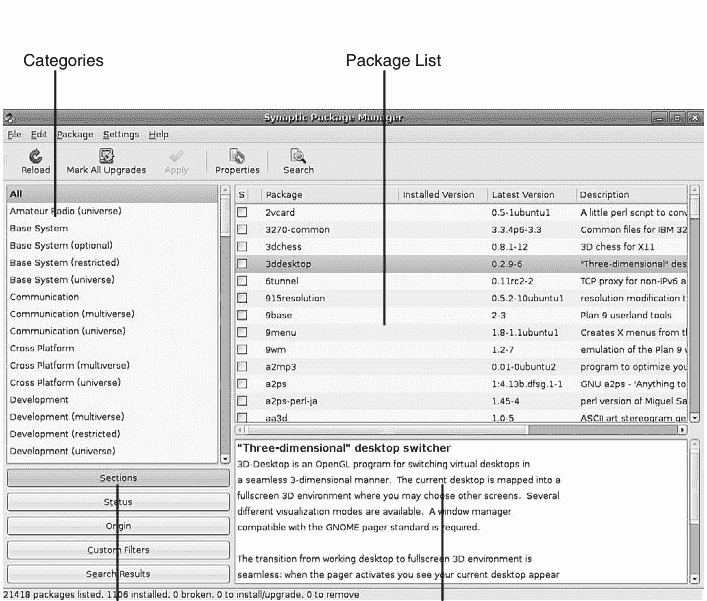 Categories
Package List
Synaptic Package Manager
File Edit Package Settings Help
Reload Mark All Upgrades Apply Properties Search
All
Amateur Radio (universe)
Base System
Base System (optional)
Base System (restricted)
Base System (universe)
Communication
Communication (multiverse)
Communication (universe)
Cross Platform
Cross Platform (multiverse)
Cross Platform (universe)
Development
Development (multiverse)
Development (restricted)
Development (universe)
Sections
Status
Origin
Custom Filters
Search Results
S Package Installed Version Latest Version Description
2vcard 0.5-1ubuntu1 A little perl script to conv
3270-common 3.3.4p6-3.3 Common files for IBM 32
3dchess 0.8.1-12 3D chess for X11
3ddesktop 0.2.9-6 "Three-dimensional" des
6tunnel 0.11rc2-2 TCP proxy for non-IPv6 a
915resolution 0.5.2-10ubuntu1 resolution modification t
9base 2-3 Plan 9 userland tools
9menu 1.8-1.1ubuntu1 Creates X menus from t
9wm 1.2-7 emulation of the Plan 9 w
a2mp3 0.01-0ubuntu2 program to optimize you
a2ps 1:4.13b.dfsg.1-1 GNU a2ps - 'Anything to
a2ps-perl-ja 1.45-4 perl version of Miguel Sa
aa3d 1.0-5 ASCII art stereogram ge
"Three-dimensional" desktop switcher
3D-Desktop is an OpenGL program for switching virtual desktops in
a seamless 3-dimensional manner. The current desktop is mapped into a
fullscreen 3D environment where you may choose other screens. Several
different visualization modes are available. A window manager
compatible with the GNOME pager standard is required.
The transition from working desktop to fullscreen 3D environment is
seamless: when the pager activates you see your current desktop appear
21418 packages listed, 1106 installed, 0 broken. 0 to install/upgrade, 0 to remove